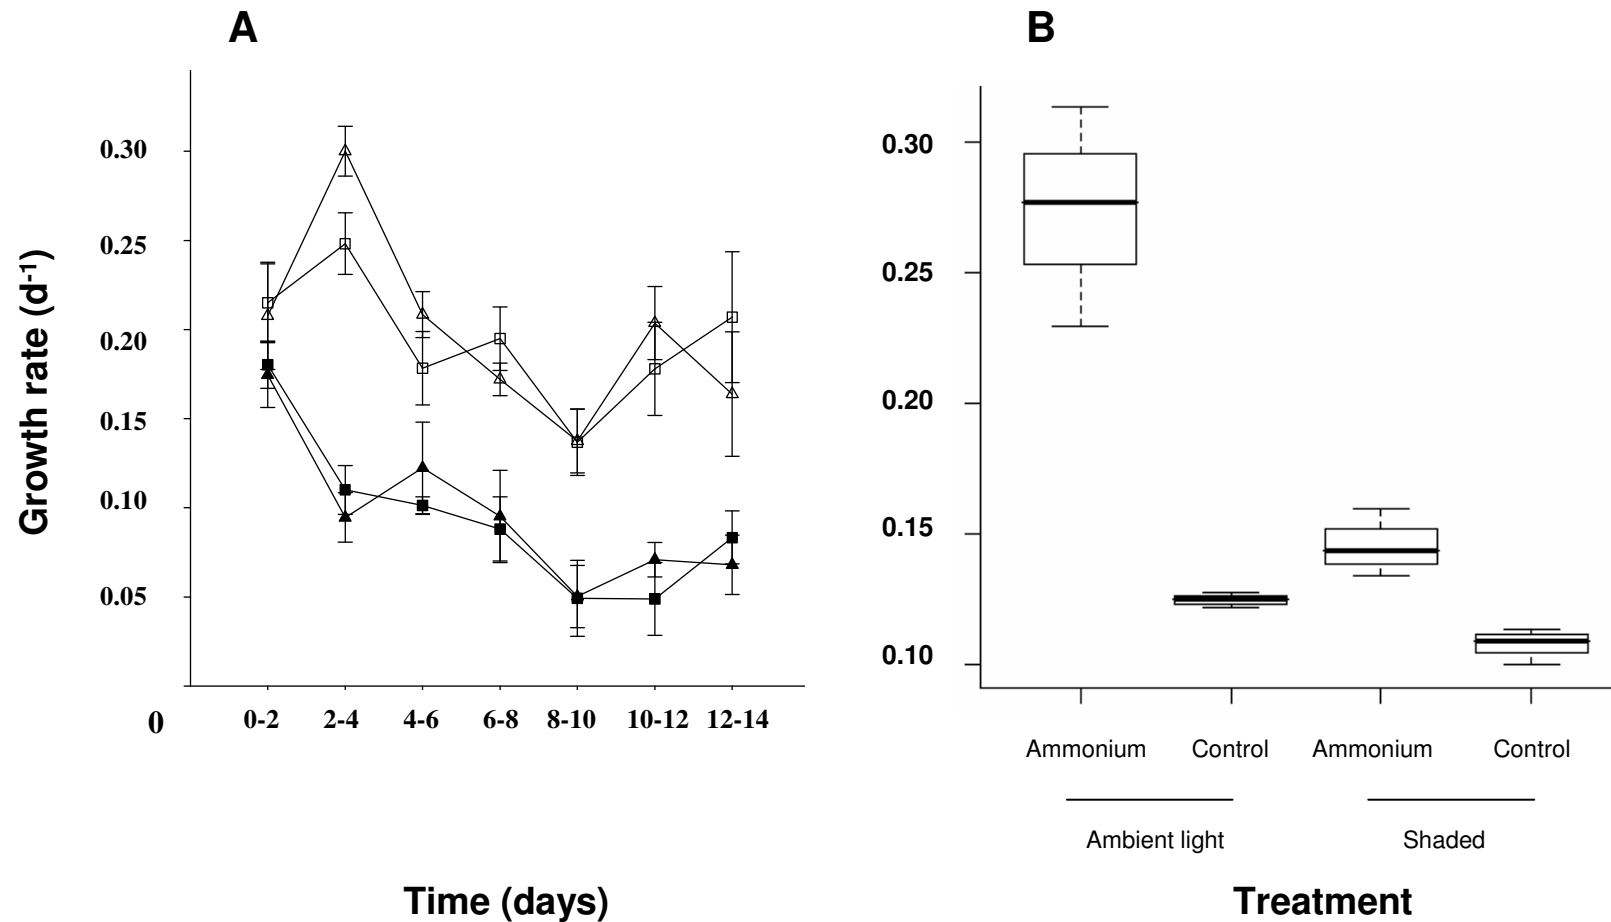 A
Growth rate (d-1)
0.30
0.25
0.20
0.15
0.10
0.05
0
0-2 2-4 4-6 6-8 8-10 10-12 12-14
Time (days)
B
0.30
0.25
0.20
0.15
0.10
Ammonium Control Ammonium Control
Ambient light Shaded
Treatment